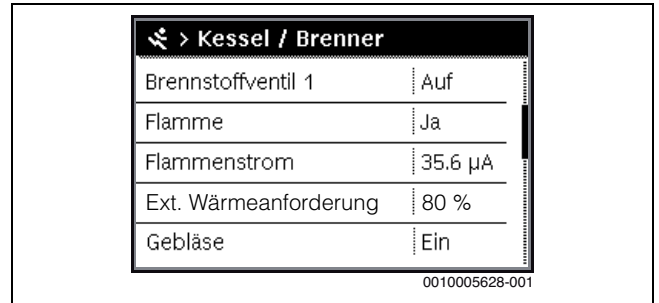 > Kessel / Brenner
Brennstoffventil 1 Auf
Flamme Ja
Flammenstrom 35.6 µA
Ext. Wärmeanforderung 80 %
Gebläse Ein
0010005628-001